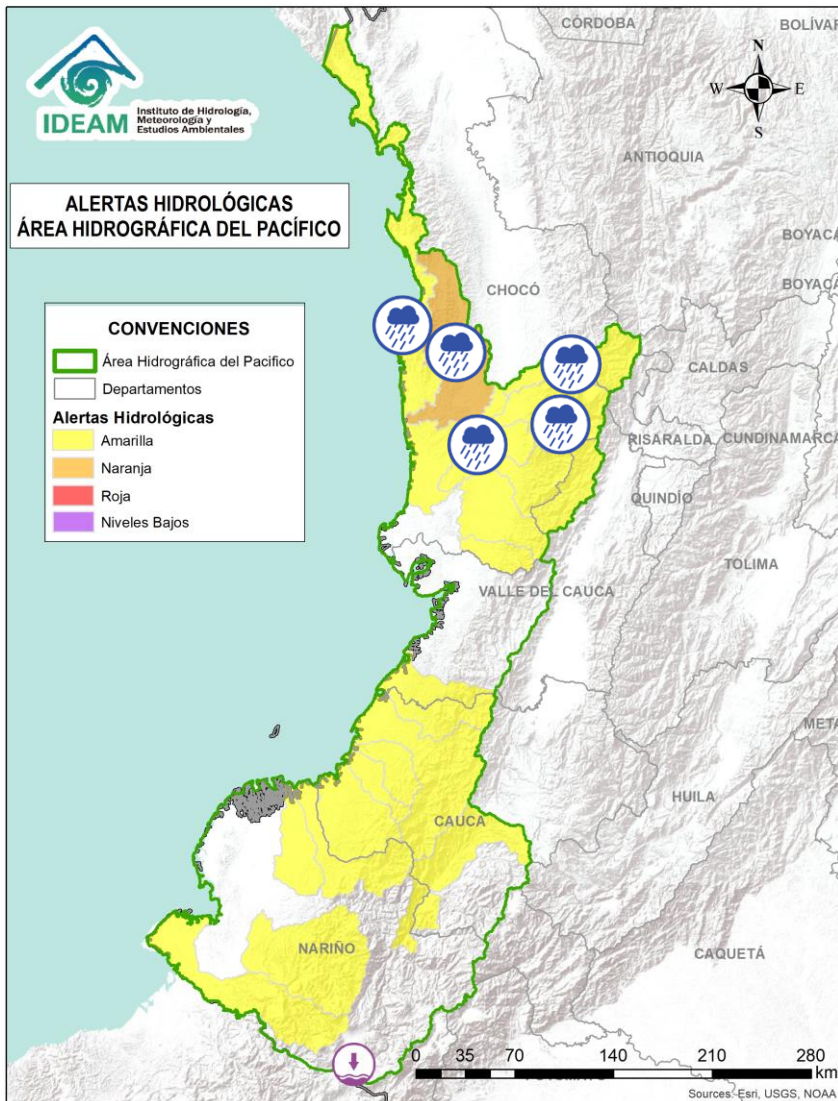 CÓRDOBA
BOLÍVAR
N
W E
S
IDEAM
Instituto de Hidrología,
Meteorología y
Estudios Ambientales
ANTIOQUIA
ALERTAS HIDROLÓGICAS
ÁREA HIDROGRÁFICA DEL PACÍFICO
BOYACÁ
BOYACÁ
CHOCÓ
CONVENCIONES
Área Hidrográfica del Pacifico
Departamentos
Alertas Hidrológicas
Amarilla
Naranja
Roja
Niveles Bajos
CALDAS
RISARALDA
CUNDINAMARCA
QUINDÍO
TOLIMA
VALLE DEL CAUCA
META
HUILA
CAUCA
NARIÑO
CAQUETÁ
0 35 70 140 210 280
km
Sources: Esri, USGS, NOAA